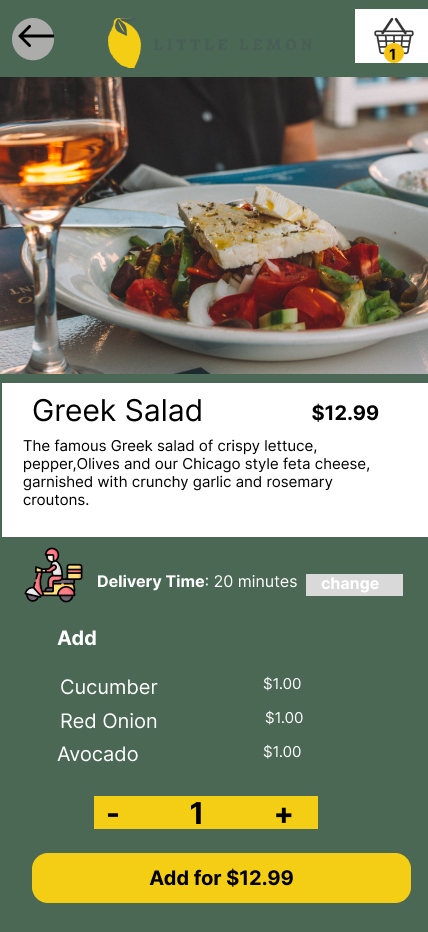 LITTLE LEMON
1
Greek Salad
$12.99
The famous Greek salad of crispy lettuce,
pepper,Olives and our Chicago style feta cheese,
garnished with crunchy garlic and rosemary
croutons.
Delivery Time: 20 minutes
change
Add
Cucumber $1.00
Red Onion $1.00
Avocado $1.00
- 1 +
Add for $12.99